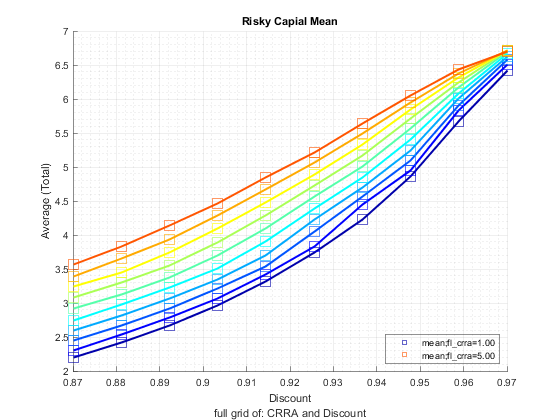 Risky Capial Mean
7
6.5
6
5.5
5
4.5
4
3.5
3
2.5
2
Average (Total)
0.87 0.88 0.89 0.9 0.91 0.92 0.93 0.94 0.95 0.96 0.97
mean;fl_crra=1.00
mean;fl_crra=5.00
Discount
full grid of: CRRA and Discount